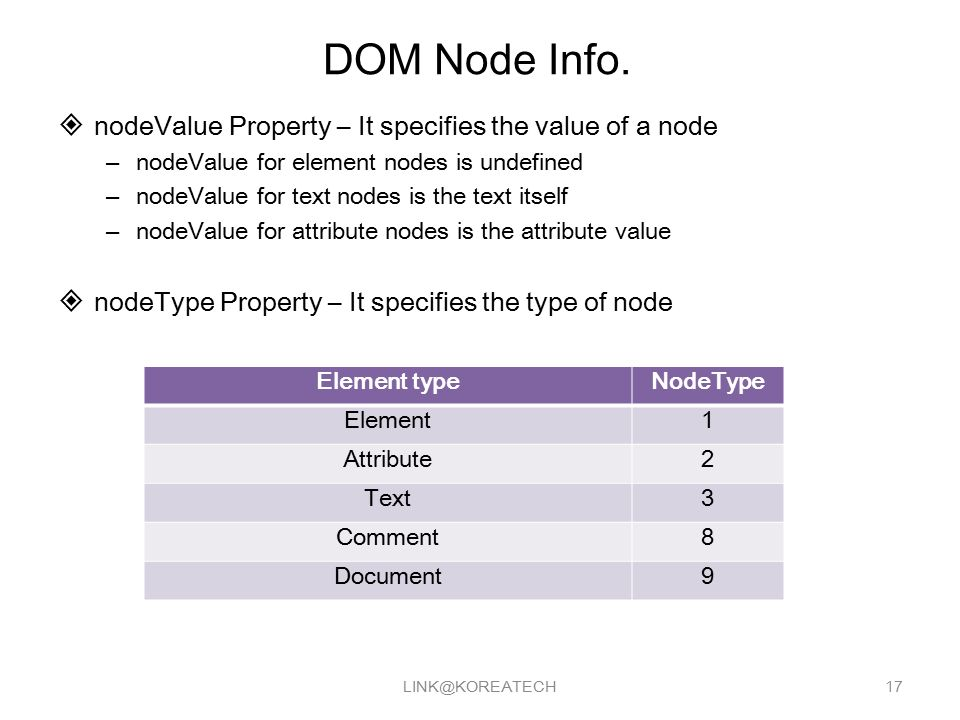 DOM Node Info.
nodeValue Property – It specifies the value of a node
– nodeValue for element nodes is undefined
– nodeValue for text nodes is the text itself
– nodeValue for attribute nodes is the attribute value
nodeType Property – It specifies the type of node
Element type NodeType
Element 1
Attribute 2
Text 3
Comment 8
Document 9
LINK@KOREATECH 17